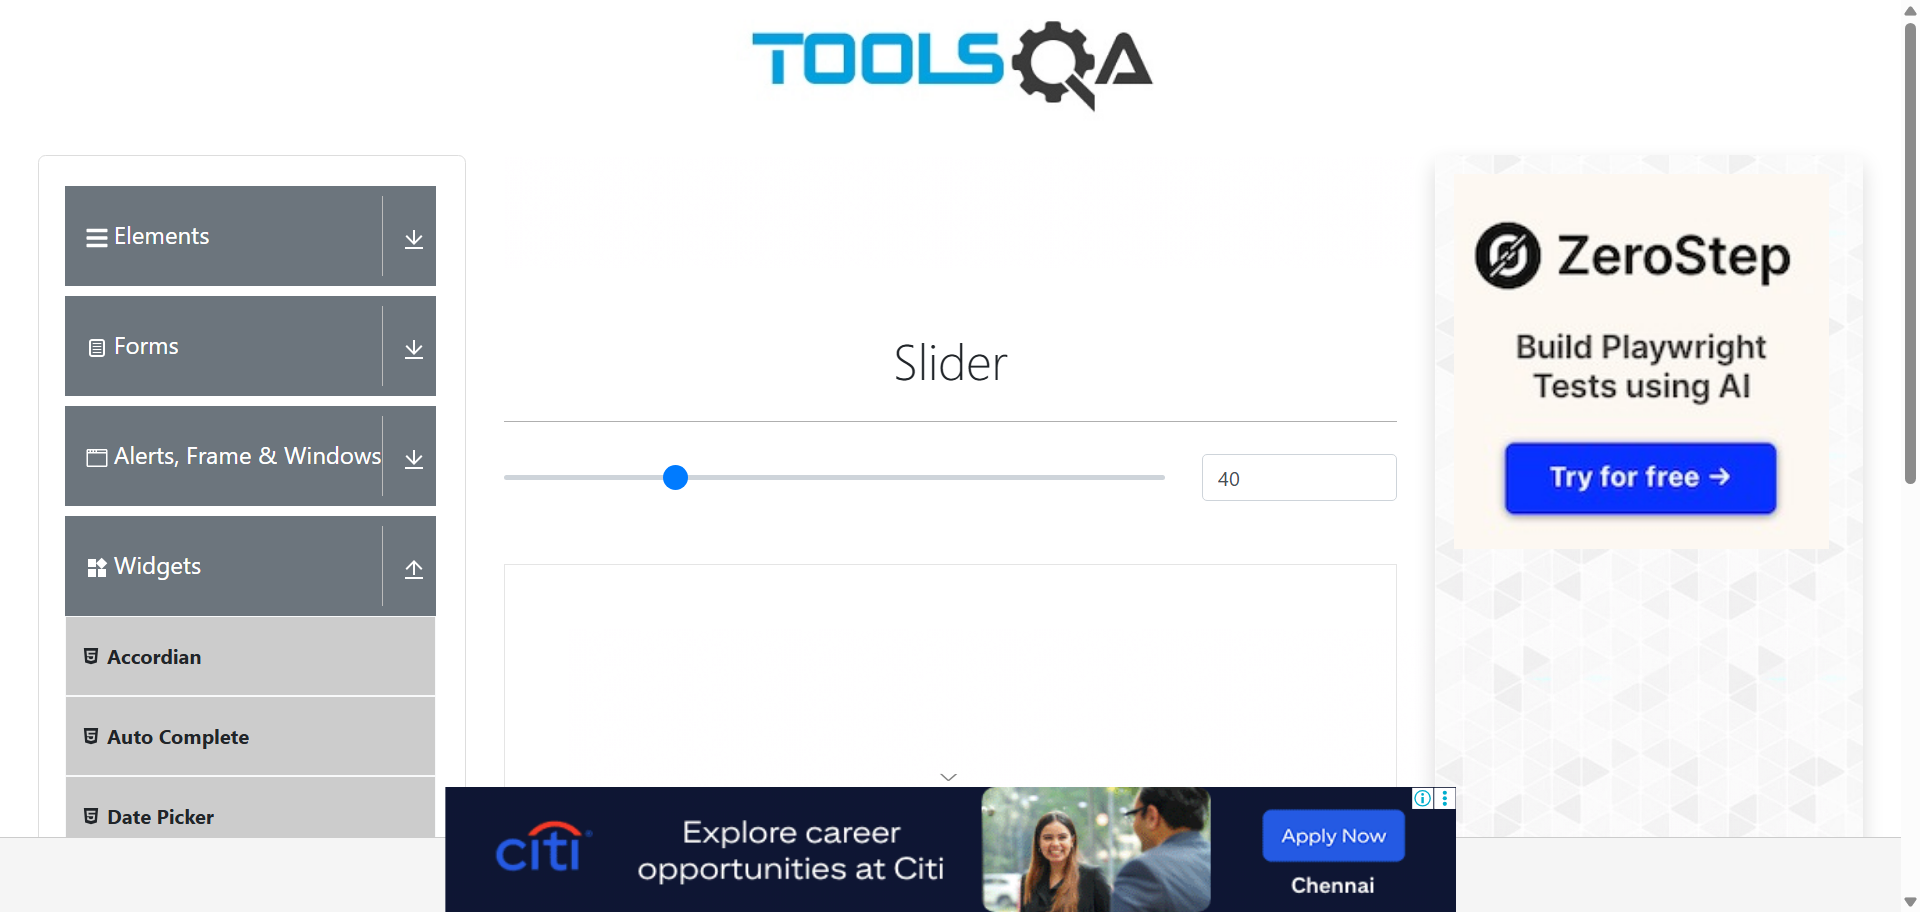 TOOLSQA
Elements
Forms
Alerts, Frame & Windows
Widgets
Accordian
Auto Complete
Date Picker
Slider
40
ZeroStep
Build Playwright
Tests using AI
Try for free →
citi
Explore career
opportunities at Citi
Apply Now
Chennai